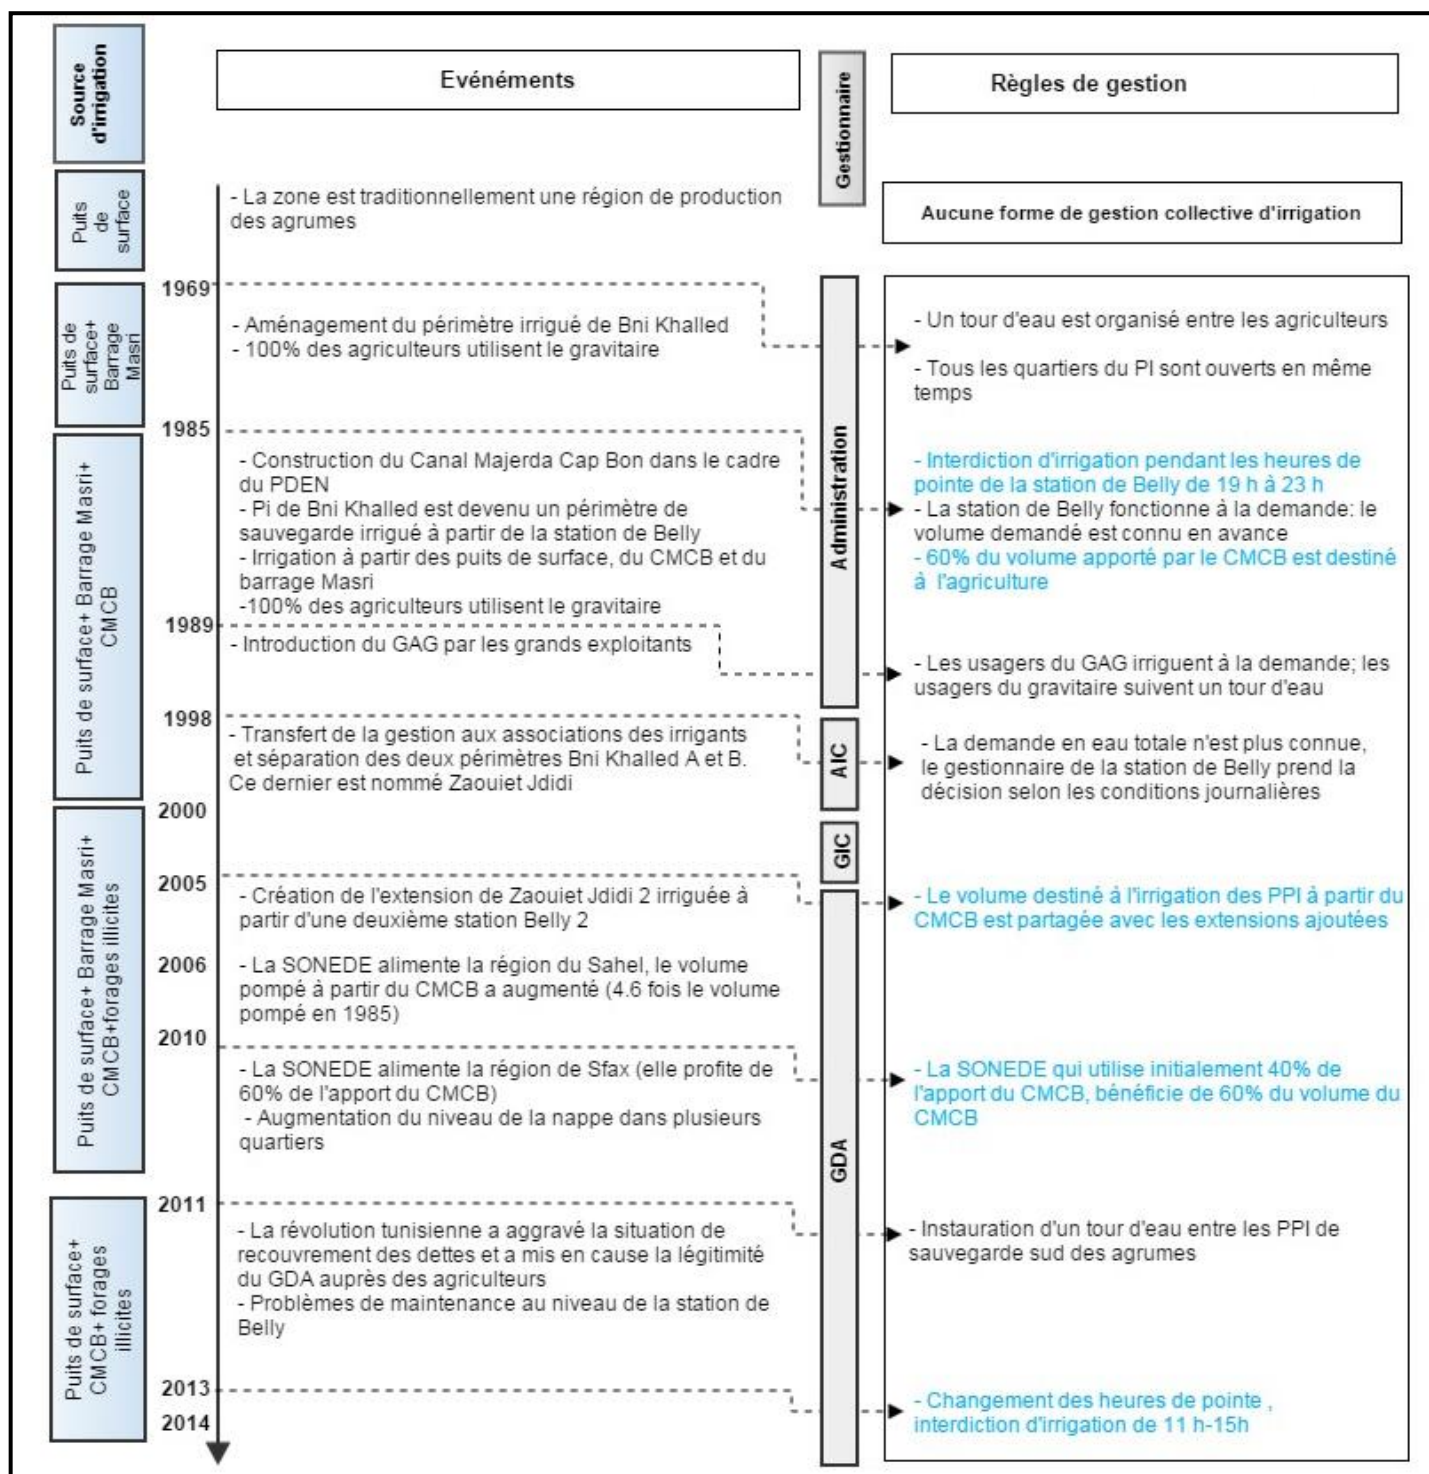 Source
d'irrigation
Evénéments
Gestionnaire
Règles de gestion
Puits
de
surface
- La zone est traditionnellement une région de production
des agrumes
Aucune forme de gestion collective d'irrigation
1969
Puits de
surface+
Barrage
Masri
- Aménagement du périmètre irrigué de Bni Khalled
- 100% des agriculteurs utilisent le gravitaire
Administration
- Un tour d'eau est organisé entre les agriculteurs
- Tous les quartiers du PI sont ouverts en même
temps
1985
Puits de surface+ Barrage Masri+
CMCB
- Construction du Canal Majerda Cap Bon dans le cadre
du PDEN
- Pi de Bni Khalled est devenu un périmètre de
sauvegarde irrigué à partir de la station de Belly
- Irrigation à partir des puits de surface, du CMCB et du
barrage Masri
-100% des agriculteurs utilisent le gravitaire
- Interdiction d'irrigation pendant les heures de
pointe de la station de Belly de 19 h à 23 h
- La station de Belly fonctionne à la demande: le
volume demandé est connu en avance
- 60% du volume apporté par le CMCB est destiné
à l'agriculture
1989
- Introduction du GAG par les grands exploitants
- Les usagers du GAG irriguent à la demande; les
usagers du gravitaire suivent un tour d'eau
1998
- Transfert de la gestion aux associations des irrigants
et séparation des deux périmètres Bni Khalled A et B.
Ce dernier est nommé Zaouiet Jdidi
AIC
- La demande en eau totale n'est plus connue,
le gestionnaire de la station de Belly prend la
décision selon les conditions journalières
2000
Puits de surface+ Barrage Masri+
CMCB+forages illicites
GIC
2005
- Création de l'extension de Zaouiet Jdidi 2 irriguée à
partir d'une deuxième station Belly 2
GDA
- Le volume destiné à l'irrigation des PPI à partir du
CMCB est partagée avec les extensions ajoutées
2006
- La SONEDE alimente la région du Sahel, le volume
pompé à partir du CMCB a augmenté (4.6 fois le volume
pompé en 1985)
2010
- La SONEDE alimente la région de Sfax (elle profite de
60% de l'apport du CMCB)
- Augmentation du niveau de la nappe dans plusieurs
quartiers
- La SONEDE qui utilise initialement 40% de
l'apport du CMCB, bénéficie de 60% du volume du
CMCB
2011
Puits de surface+
CMCB+ forages
illicites
- La révolution tunisienne a aggravé la situation de
recouvrement des dettes et a mis en cause la légitimité
du GDA auprès des agriculteurs
- Problèmes de maintenance au niveau de la station de
Belly
- Instauration d'un tour d'eau entre les PPI de
sauvegarde sud des agrumes
2013
- Changement des heures de pointe ,
interdiction d'irrigation de 11 h-15h
2014